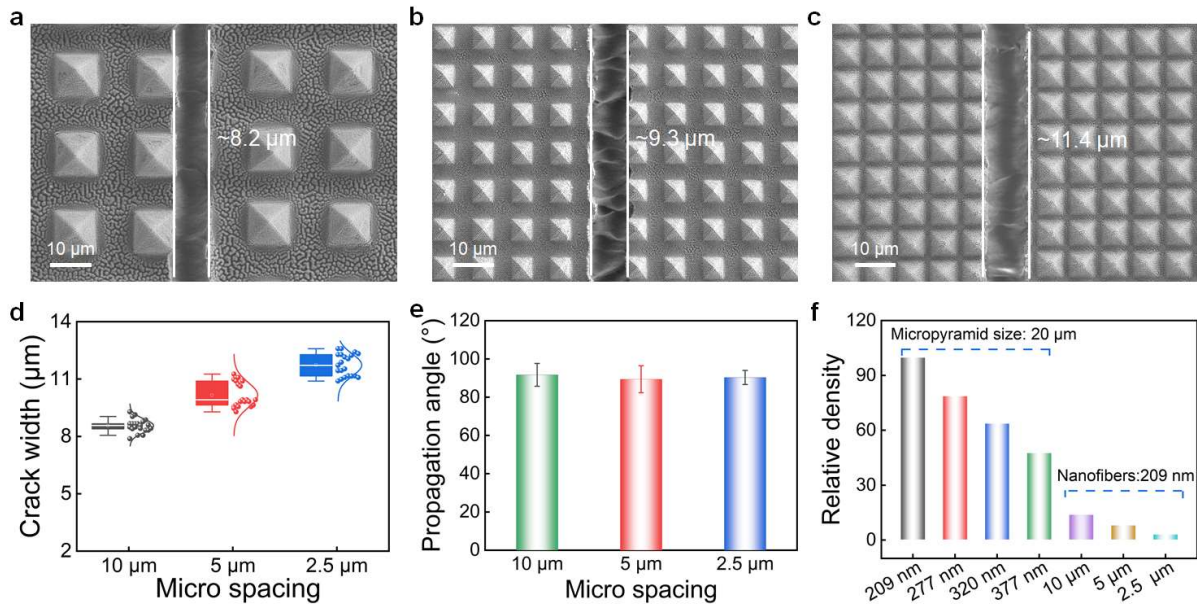 a
b
c
~8.2 µm
~9.3 µm
~11.4 µm
10 µm
10 µm
10 µm
d
Crack width (µm)
14
11
8
5
2
10 µm
5 µm
2.5 µm
Micro spacing
e
Propagation angle (°)
120
100
80
60
40
20
0
10 µm
5 µm
2.5 µm
Micro spacing
f
Relative density
120
90
60
30
0
Micropyramid size: 20 µm
Nanofibers:209 nm
209 nm
277 nm
320 nm
377 nm
10 µm
5 µm
2.5 µm